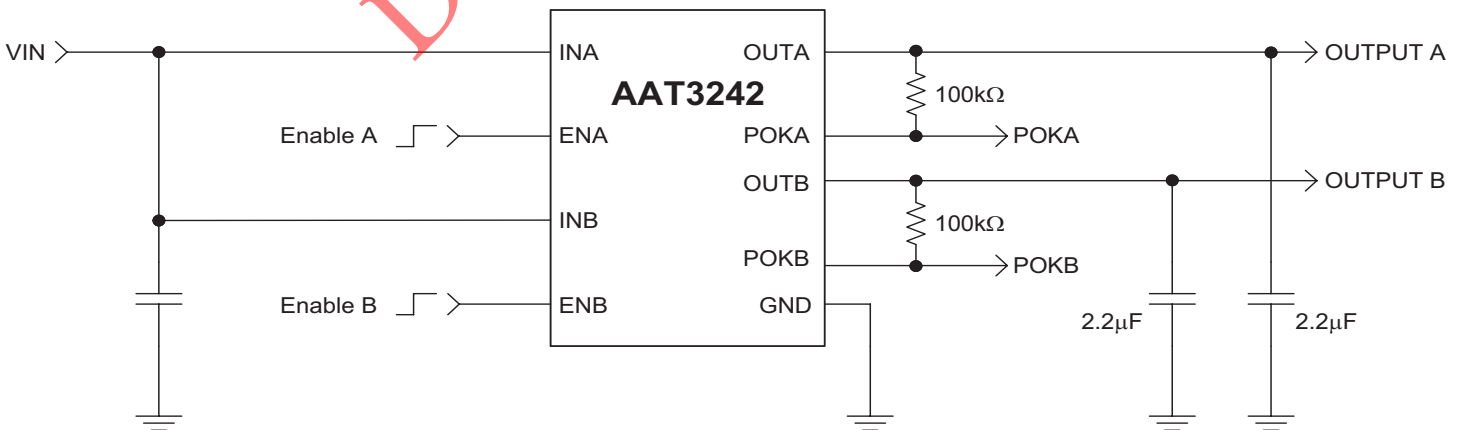 VIN
INA
OUTA
OUTPUT A
AAT3242
100kΩ
Enable A
ENA
POKA
POKA
OUTB
OUTPUT B
INB
100kΩ
POKB
POKB
Enable B
ENB
GND
2.2μF
2.2μF